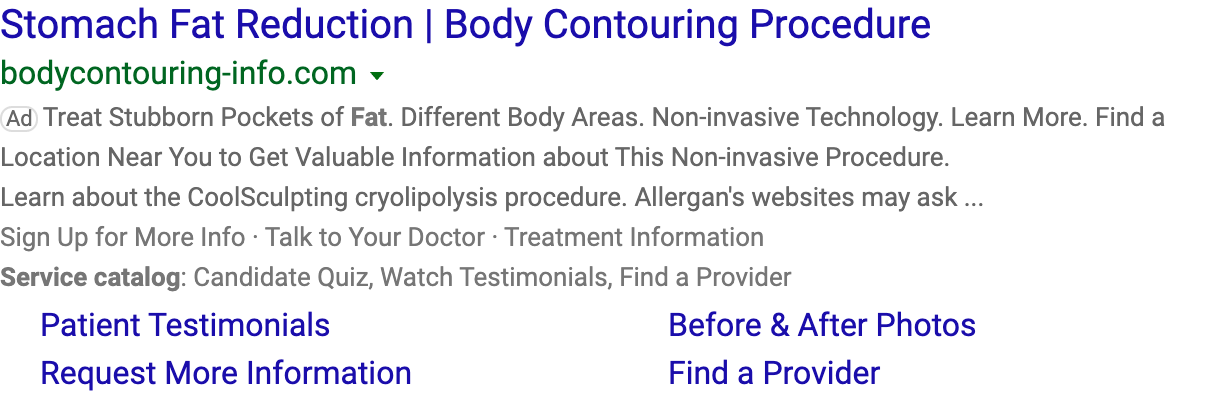 Stomach Fat Reduction | Body Contouring Procedure
bodycontouring-info.com
Ad Treat Stubborn Pockets of Fat. Different Body Areas. Non-invasive Technology. Learn More. Find a
Location Near You to Get Valuable Information about This Non-invasive Procedure.
Learn about the CoolSculpting cryolipolysis procedure. Allergan's websites may ask ...
Sign Up for More Info · Talk to Your Doctor · Treatment Information
Service catalog: Candidate Quiz, Watch Testimonials, Find a Provider
Patient Testimonials Before & After Photos
Request More Information Find a Provider